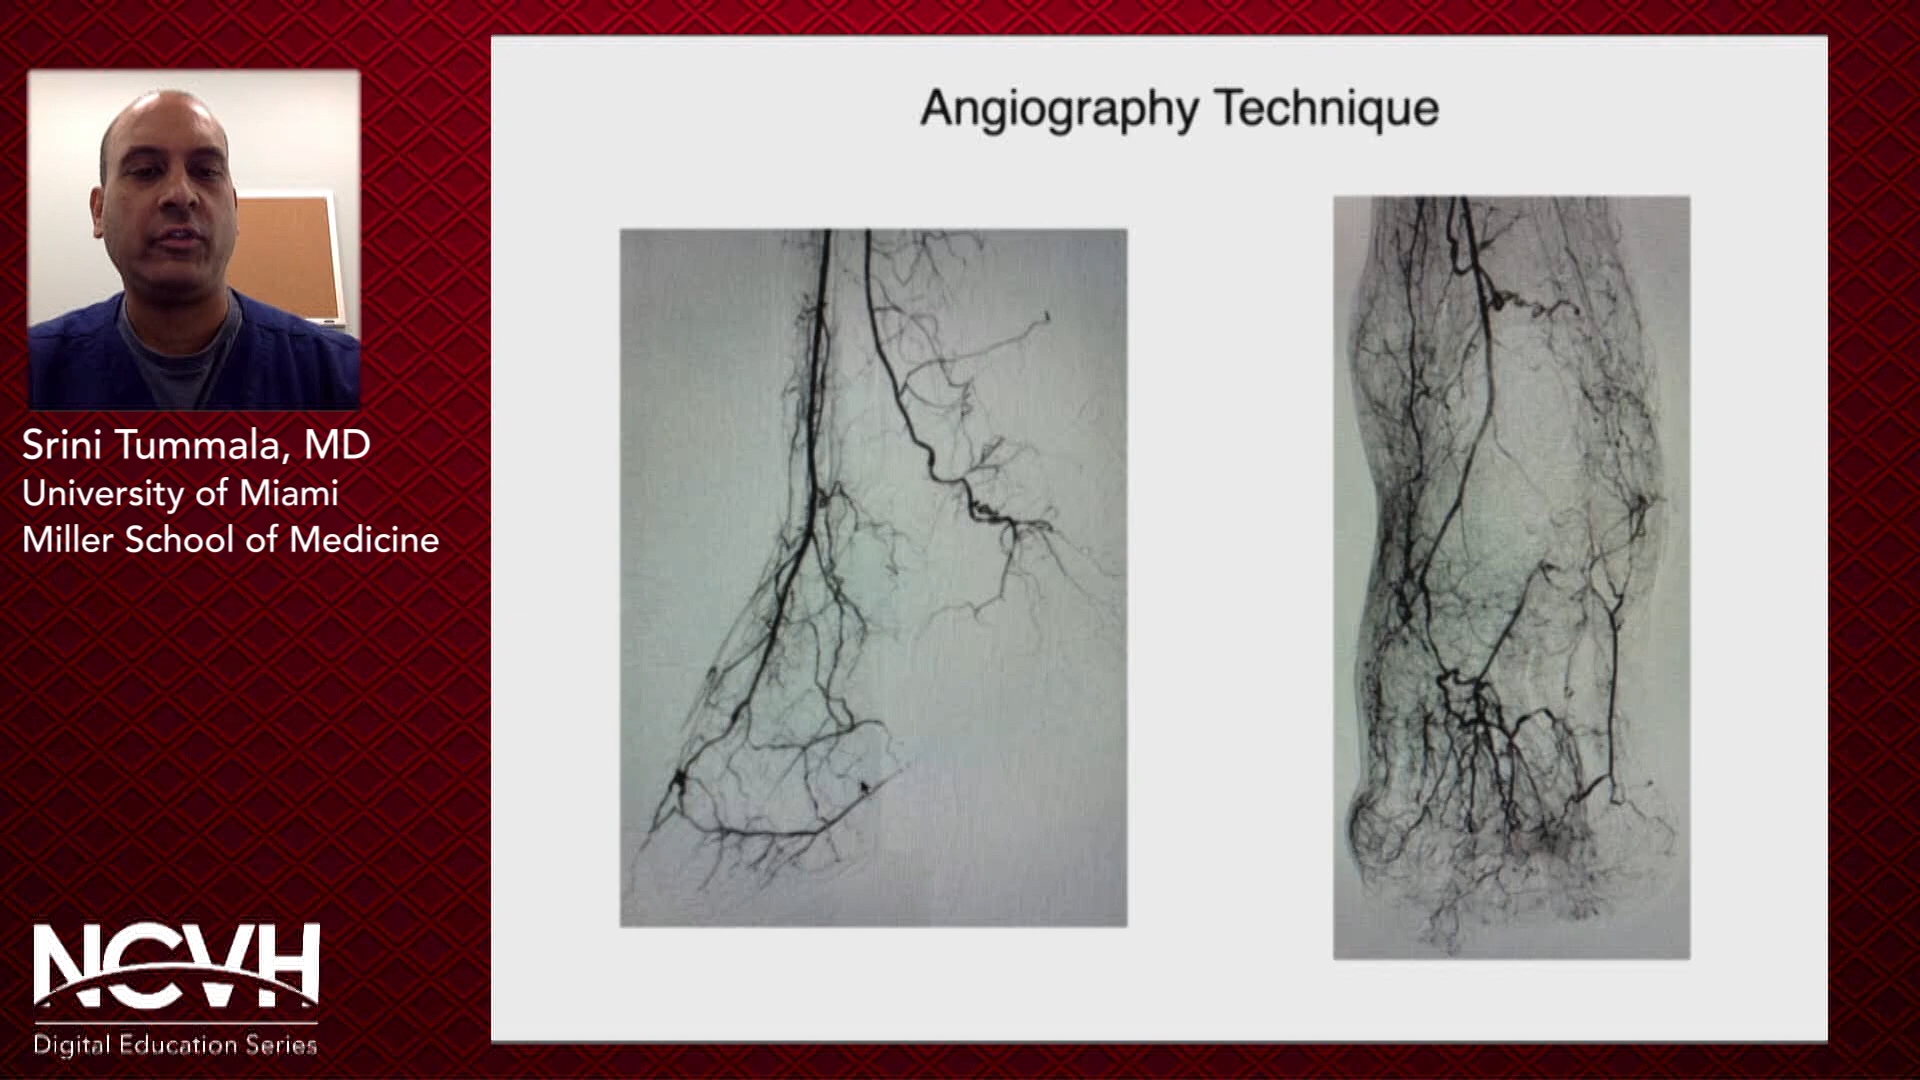 Angiography Technique
Srini Tummala, MD
University of Miami
Miller School of Medicine
NCVH
Digital Education Series